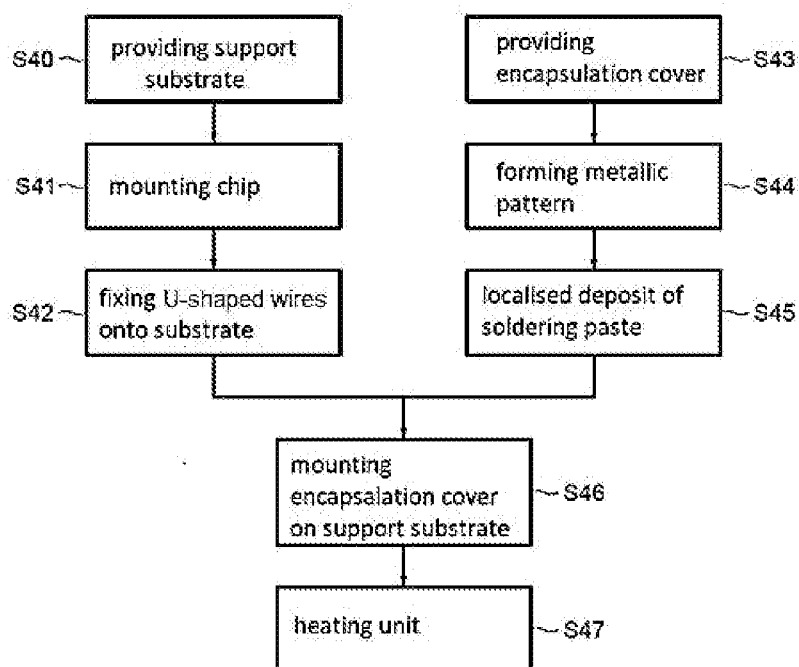 S40
providing support
substrate
S41
mounting chip
S42
fixing U-shaped wires
onto substrate
providing
encapsulation cover
S43
forming metallic
pattern
S44
localised deposit of
soldering paste
S45
mounting
encapsalation cover
on support substrate
S46
heating unit
S47